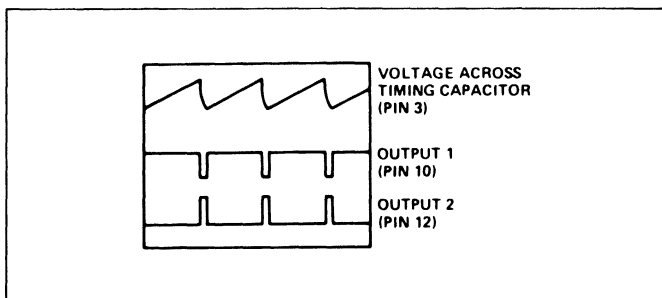 VOLTAGE ACROSS
TIMING CAPACITOR
(PIN 3)
OUTPUT 1
(PIN 10)
OUTPUT 2
(PIN 12)